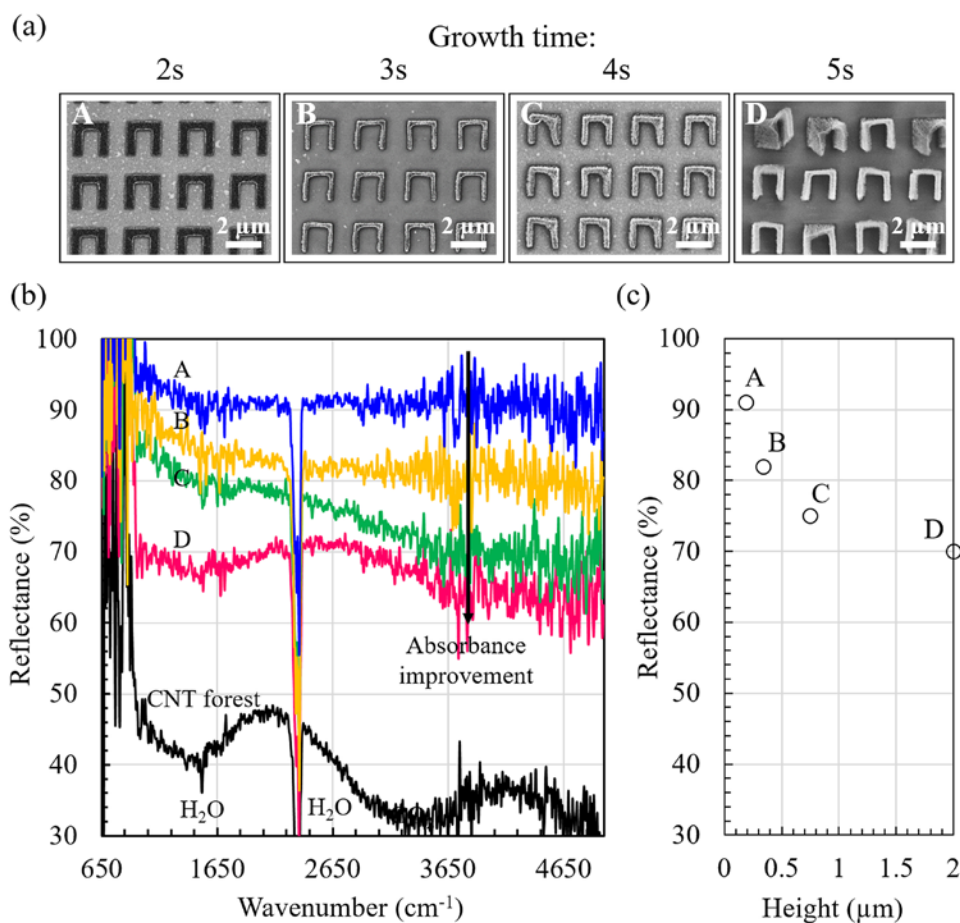 (a)
Growth time:
2s 3s 4s 5s
A B C D
2 µm 2 µm 2 µm 2 µm
(b) (c)
100
90
80
70
60
50
40
30
Reflectance (%)
A
B
C
D
CNT forest
H₂O
H₂O
Absorbance
improvement
650 1650 2650 3650 4650
Wavenumber (cm⁻¹)
100
90
80
70
60
50
40
30
Reflectance (%)
A
B
C
D
0 0.5 1 1.5 2
Height (µm)